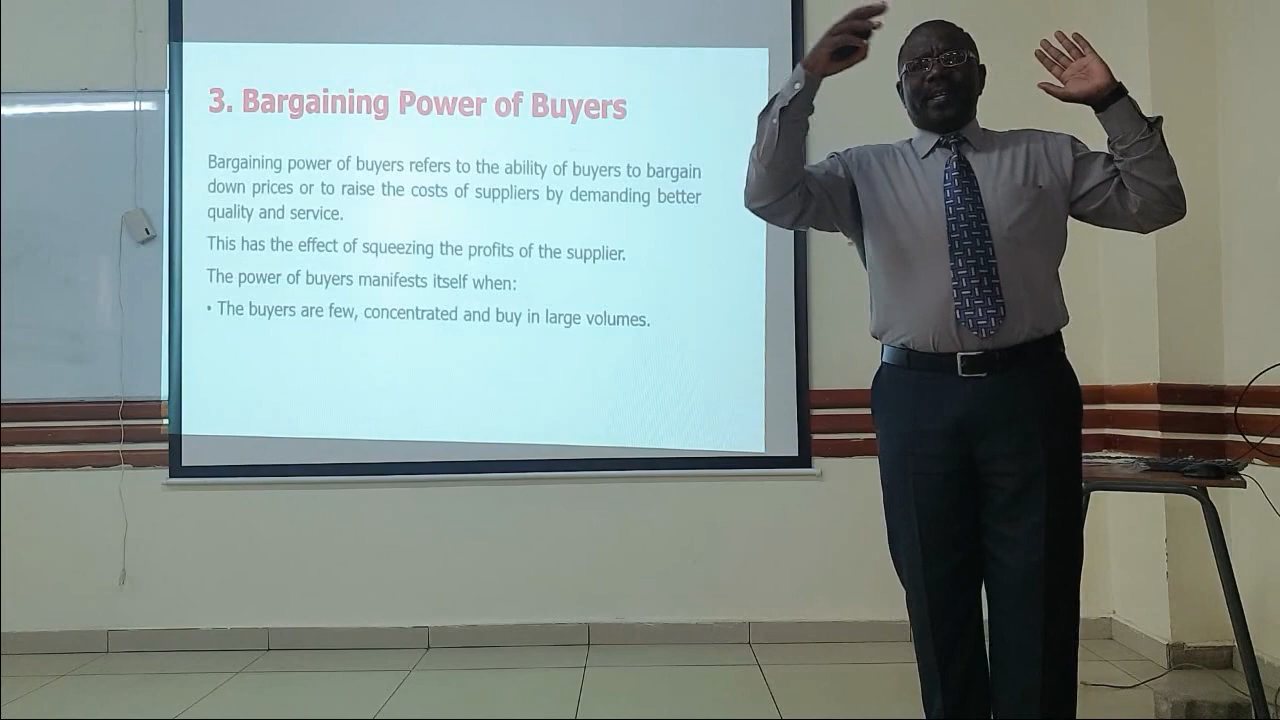 3. Bargaining Power of Buyers
Bargaining power of buyers refers to the ability of buyers to bargain
down prices or to raise the costs of suppliers by demanding better
quality and service.
This has the effect of squeezing the profits of the supplier.
The power of buyers manifests itself when:
• The buyers are few, concentrated and buy in large volumes.